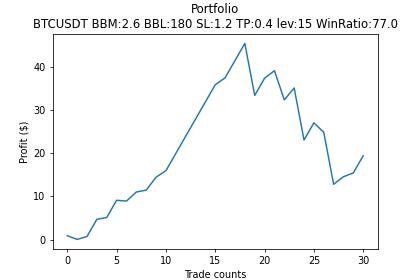 Portfolio
BTCUSDT BBM:2.6 BBL:180 SL:1.2 TP:0.4 lev:15 WinRatio:77.0
Profit ($)
40
30
20
10
0
0 5 10 15 20 25 30
Trade counts